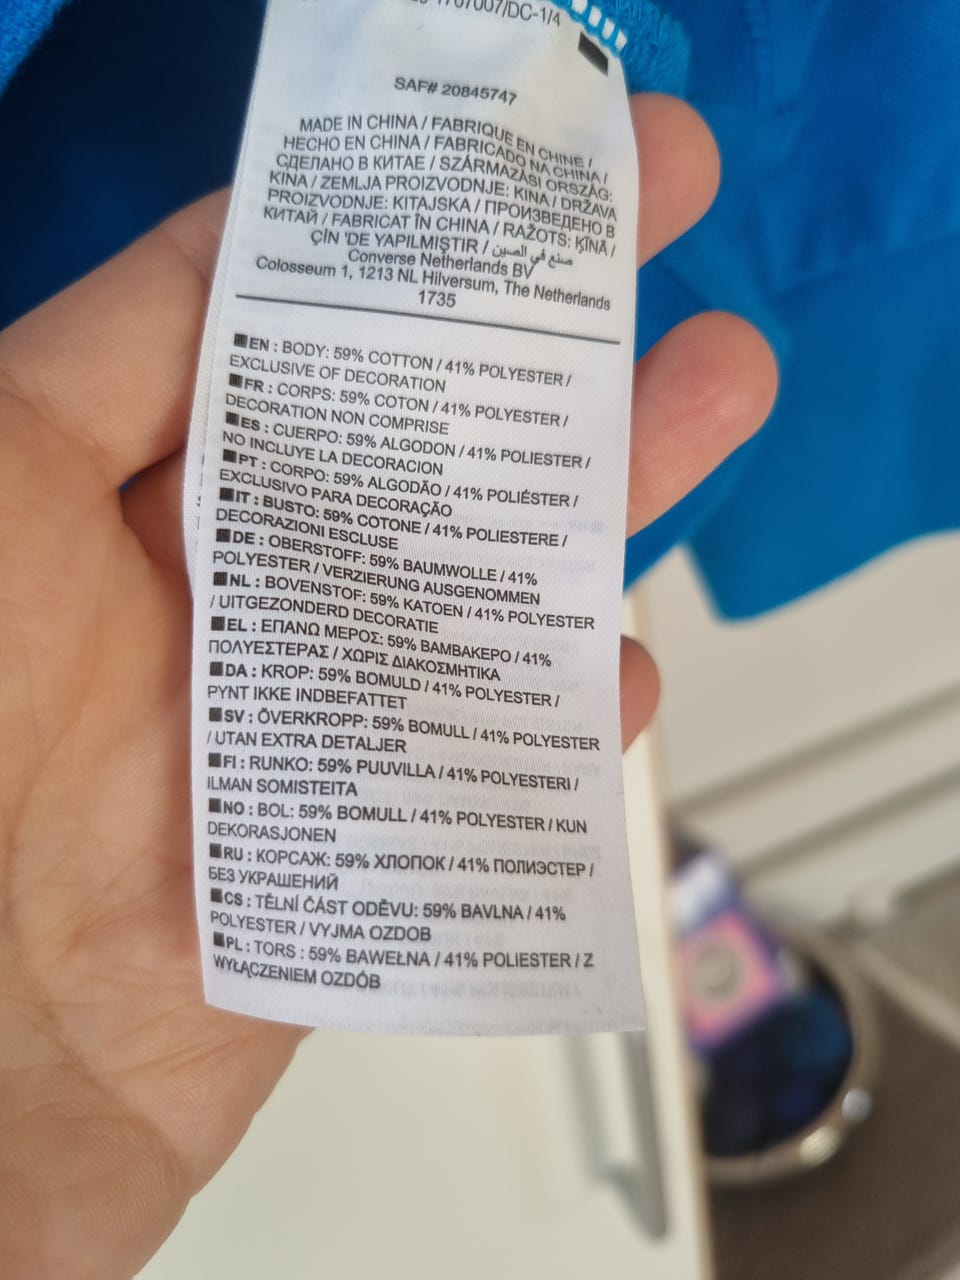 1707007/DC-1/4
SAF# 20845747
MADE IN CHINA / FABRIQUE EN CHINE /
HECHO EN CHINA / FABRICADO NA CHINA /
СДЕЛАНО В КИТАЕ / SZÁRMAZÁSI ORSZÁG:
KÍNA / ZEMLJA PROIZVODNJE: KINA / DRŽAVA
PROIZVODNJE: KITAJSKA / ПРОИЗВЕДЕНО В
КИТАЙ / FABRICAT ÎN CHINA / RAŽOTS: ĶĪNĀ /
ÇİN 'DE YAPILMIŞTIR / صنع في الصين
Converse Netherlands BV
Colosseum 1, 1213 NL Hilversum, The Netherlands
1735
EN : BODY: 59% COTTON / 41% POLYESTER /
EXCLUSIVE OF DECORATION
FR : CORPS: 59% COTON / 41% POLYESTER /
DECORATION NON COMPRISE
ES : CUERPO: 59% ALGODON / 41% POLIESTER /
NO INCLUYE LA DECORACION
PT : CORPO: 59% ALGODÃO / 41% POLIÉSTER /
EXCLUSIVO PARA DECORAÇÃO
IT : BUSTO: 59% COTONE / 41% POLIESTERE /
DECORAZIONI ESCLUSE
DE : OBERSTOFF: 59% BAUMWOLLE / 41%
POLYESTER / VERZIERUNG AUSGENOMMEN
NL : BOVENSTOF: 59% KATOEN / 41% POLYESTER
/ UITGEZONDERD DECORATIE
EL : ΕΠΑΝΩ ΜΕΡΟΣ: 59% ΒΑΜΒΑΚΕΡΟ / 41%
ΠΟΛΥΕΣΤΕΡΑΣ / ΧΩΡΙΣ ΔΙΑΚΟΣΜΗΤΙΚΑ
DA : KROP: 59% BOMULD / 41% POLYESTER /
PYNT IKKE INDBEFATTET
SV : ÖVERKROPP: 59% BOMULL / 41% POLYESTER
/ UTAN EXTRA DETALJER
FI : RUNKO: 59% PUUVILLA / 41% POLYESTERI /
ILMAN SOMISTEITA
NO : BOL: 59% BOMULL / 41% POLYESTER / KUN
DEKORASJONEN
RU : КОРСАЖ: 59% ХЛОПОК / 41% ПОЛИЭСТЕР /
БЕЗ УКРАШЕНИЙ
CS : TĚLNÍ ČÁST ODĚVU: 59% BAVLNA / 41%
POLYESTER / VYJMA OZDOB
PL : TORS : 59% BAWEŁNA / 41% POLIESTER / Z
WYŁĄCZENIEM OZDÓB